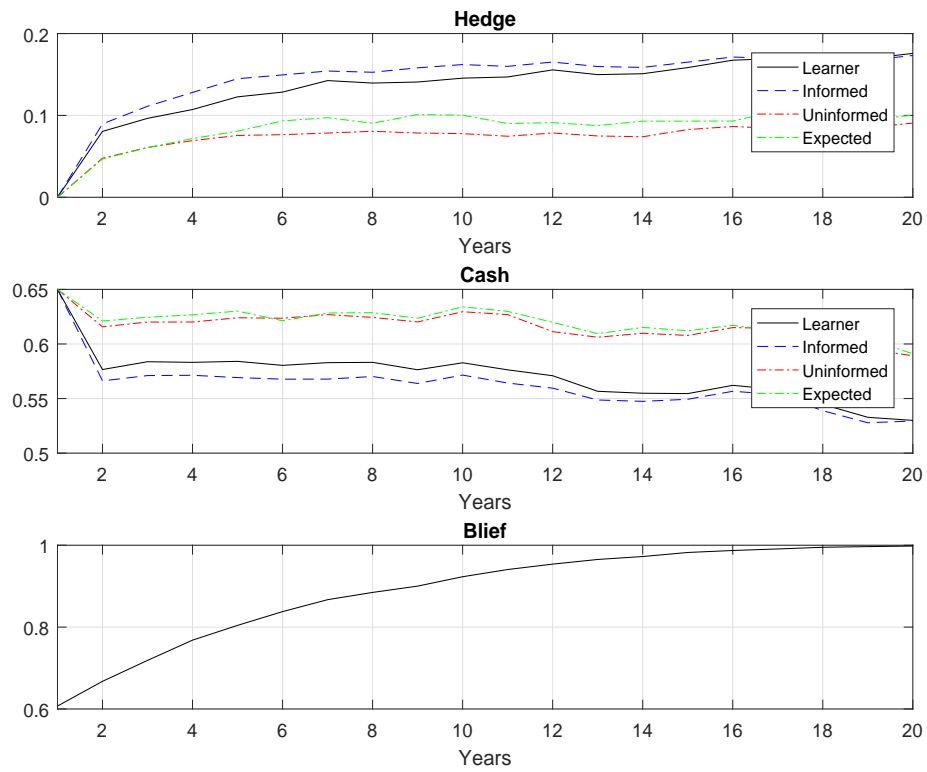 Hedge
0.2
0.1
0
Learner
Informed
Uninformed
Expected
2 4 6 8 10 12 14 16 18 20
Years
Cash
0.65
0.6
0.55
0.5
Learner
Informed
Uninformed
Expected
2 4 6 8 10 12 14 16 18 20
Years
Blief
1
0.8
0.6
2 4 6 8 10 12 14 16 18 20
Years